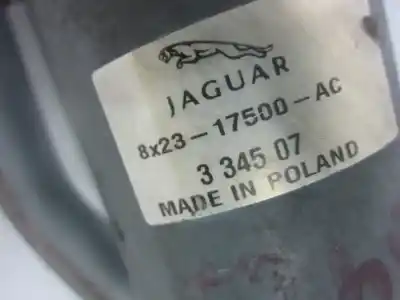 JAGUAR
8x23-17500-AC
3 345 07
MADE IN POLAND